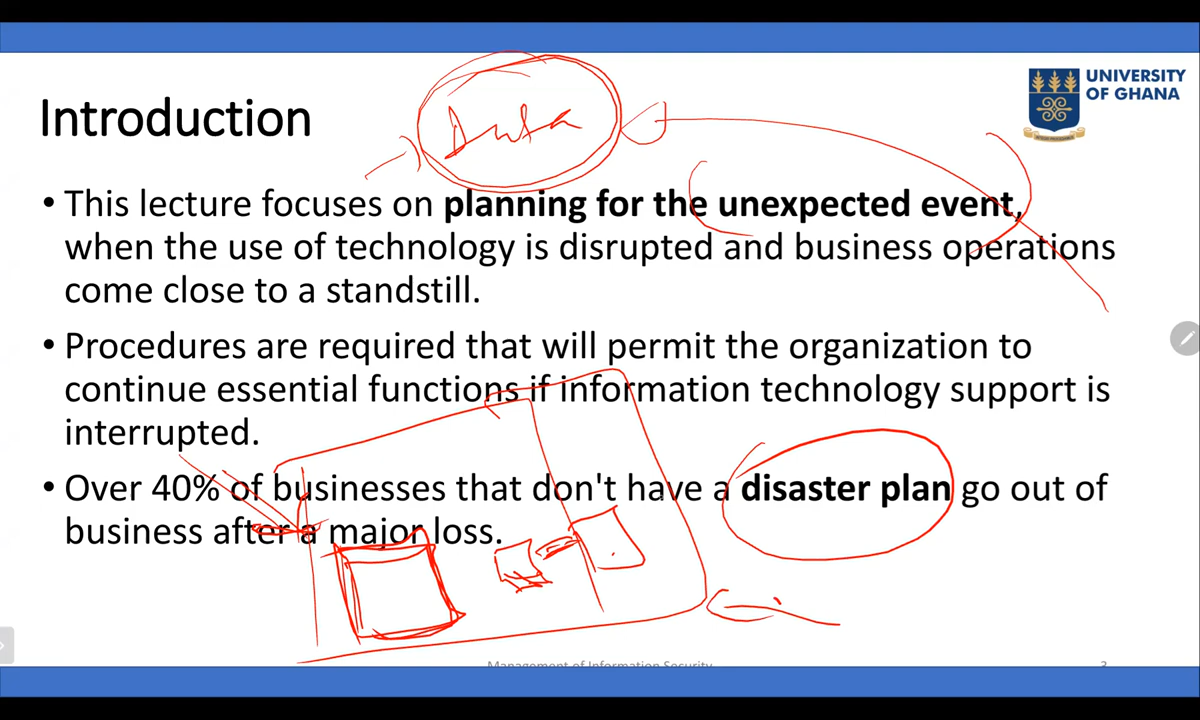 UNIVERSITY
OF GHANA
Introduction
Data
• This lecture focuses on planning for the unexpected event,
when the use of technology is disrupted and business operations
come close to a standstill.
• Procedures are required that will permit the organization to
continue essential functions if information technology support is
interrupted.
• Over 40% of businesses that don't have a disaster plan go out of
business after a major loss.
Management of Information Security
3